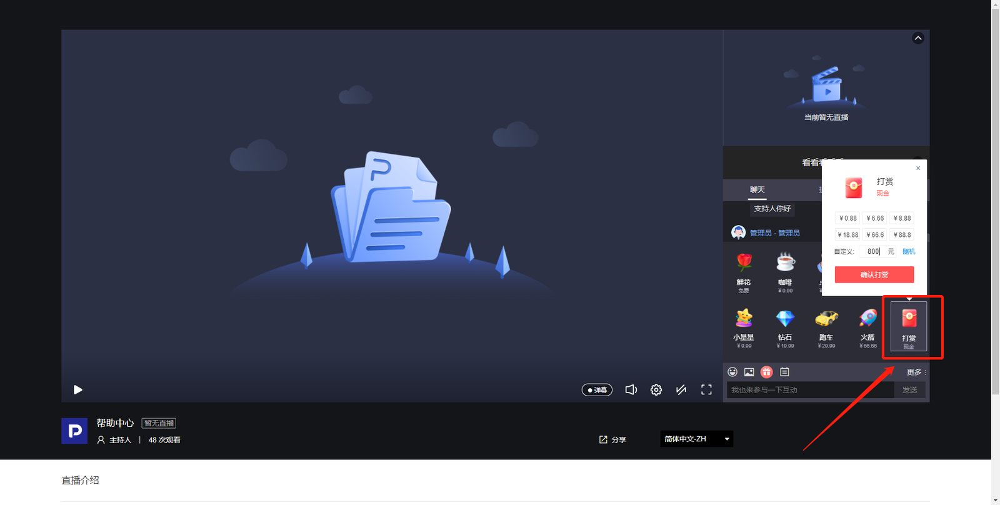 当前暂无直播
看看看
打赏
现金
聊天
支持人你好
¥0.88 ¥6.66 ¥8.88
管理员 - 管理员
¥18.88 ¥66.6 ¥88.8
自定义: 800 元 随机
确认打赏
鲜花 咖啡
免费 ¥0.99
小星星 钻石 跑车 火箭 打赏
¥9.99 ¥19.99 ¥29.99 ¥66.66 现金
更多
弹幕
我也来参与一下互动 发送
帮助中心 暂无直播
主持人 48 次观看
分享
简体中文-ZH
直播介绍